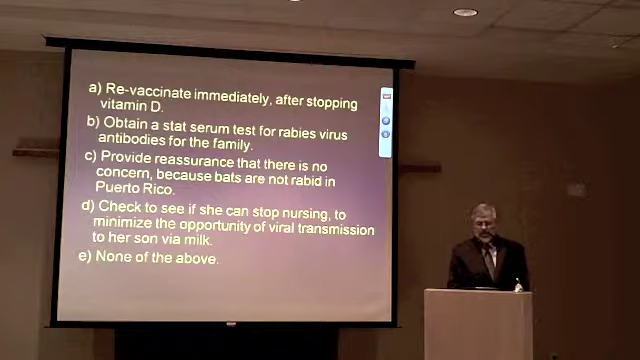 a) Re-vaccinate immediately, after stopping
vitamin D.
b) Obtain a stat serum test for rabies virus
antibodies for the family.
c) Provide reassurance that there is no
concern, because bats are not rabid in
Puerto Rico.
d) Check to see if she can stop nursing, to
minimize the opportunity of viral transmission
to her son via milk.
e) None of the above.